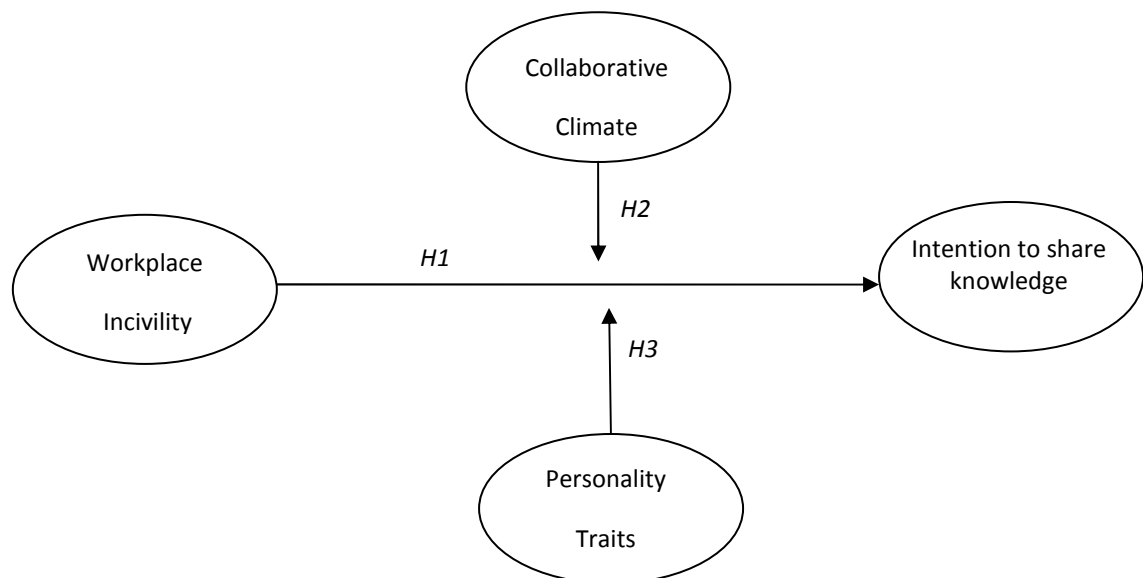 Collaborative
Climate
H2
Workplace
Incivility
H1
Intention to share
knowledge
H3
Personality
Traits